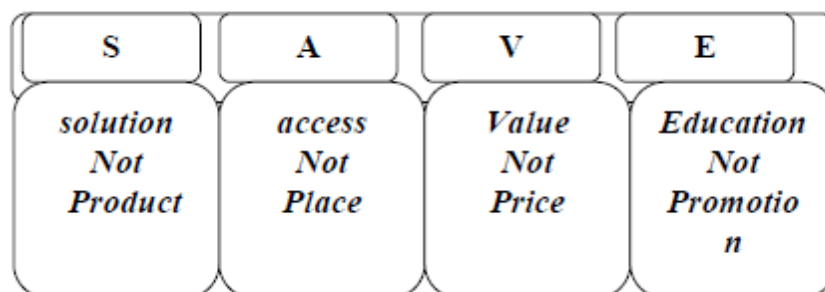 S A V E
solution
Not
Product
access
Not
Place
Value
Not
Price
Education
Not
Promotio
n